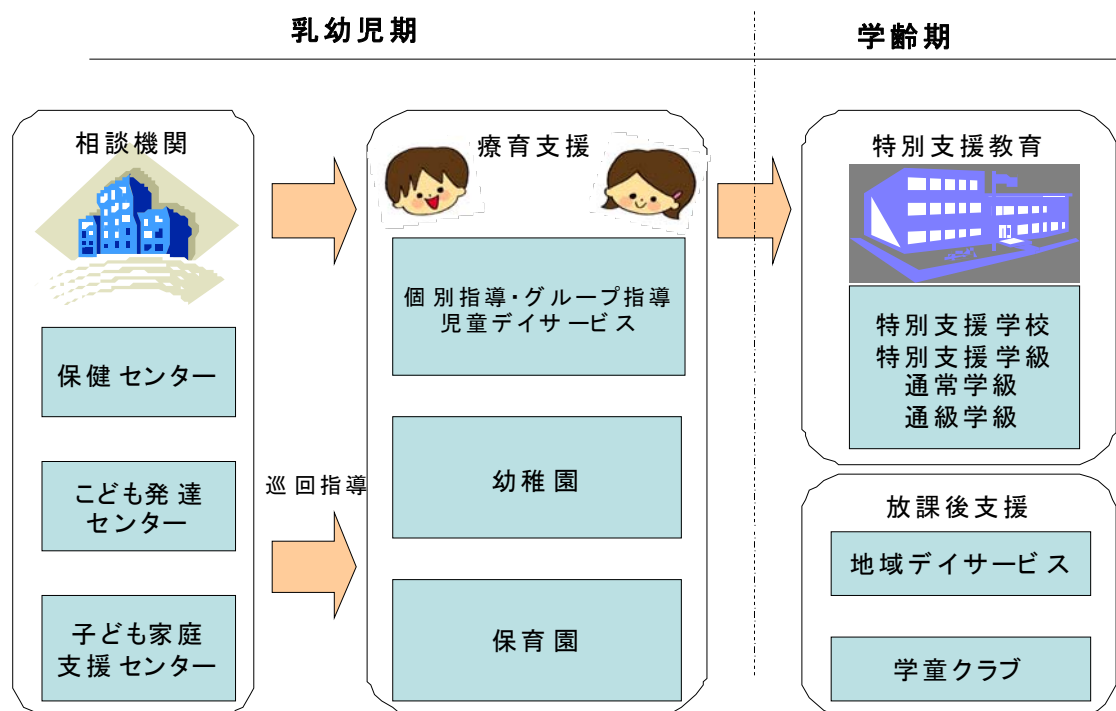 乳幼児期
学齢期
相談機関
保健センター
こども発達
センター
子ども家庭
支援センター
巡回指導
療育支援
個別指導・グループ指導
児童デイサービス
幼稚園
保育園
特別支援教育
特別支援学校
特別支援学級
通常学級
通級学級
放課後支援
地域デイサービス
学童クラブ